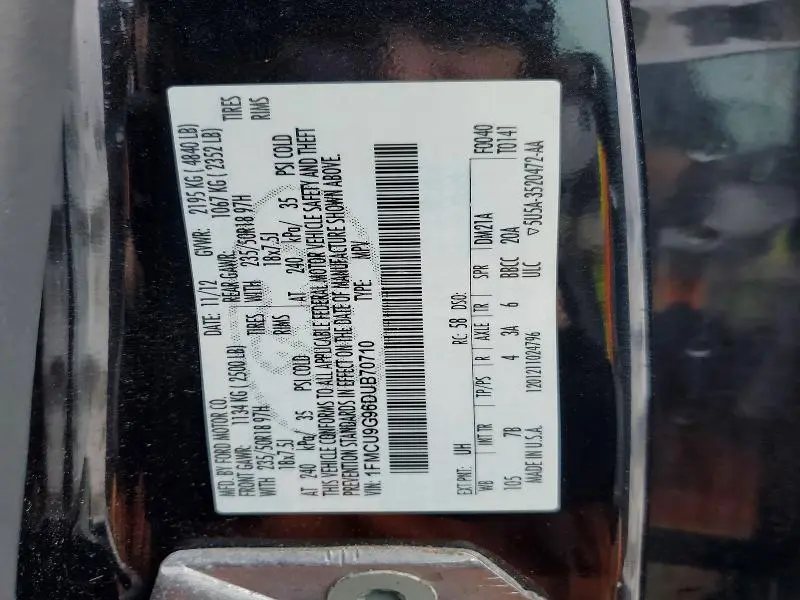 MFD. BY FORD MOTOR CO.
DATE: 11/12 GVWR: 2195 KG ( 4840 LB)
FRONT GAWR: 1134 KG ( 2500 LB) REAR GAWR: 1067 KG ( 2352 LB)
WITH 235/50R18 97H TIRES WITH 235/50R18 97H TIRES
18x7.5J RIMS 18x7.5J RIMS
AT 240 kPa/ 35 PSI COLD AT 240 kPa/ 35 PSI COLD
THIS VEHICLE CONFORMS TO ALL APPLICABLE FEDERAL MOTOR VEHICLE SAFETY AND THEFT
PREVENTION STANDARDS IN EFFECT ON THE DATE OF MANUFACTURE SHOWN ABOVE.
VIN: 1FMCU9G96DUB70710 TYPE: MPV
F0040
T0141
UH RC: 58 DSO:
WB MT TR TP/PS R AXLE TR SPR DM21A
105 7B 4 3A 6 BBCC 20A
MADE IN U.S.A. 1201211024796 ULC ▽5U5A-3520472-AA